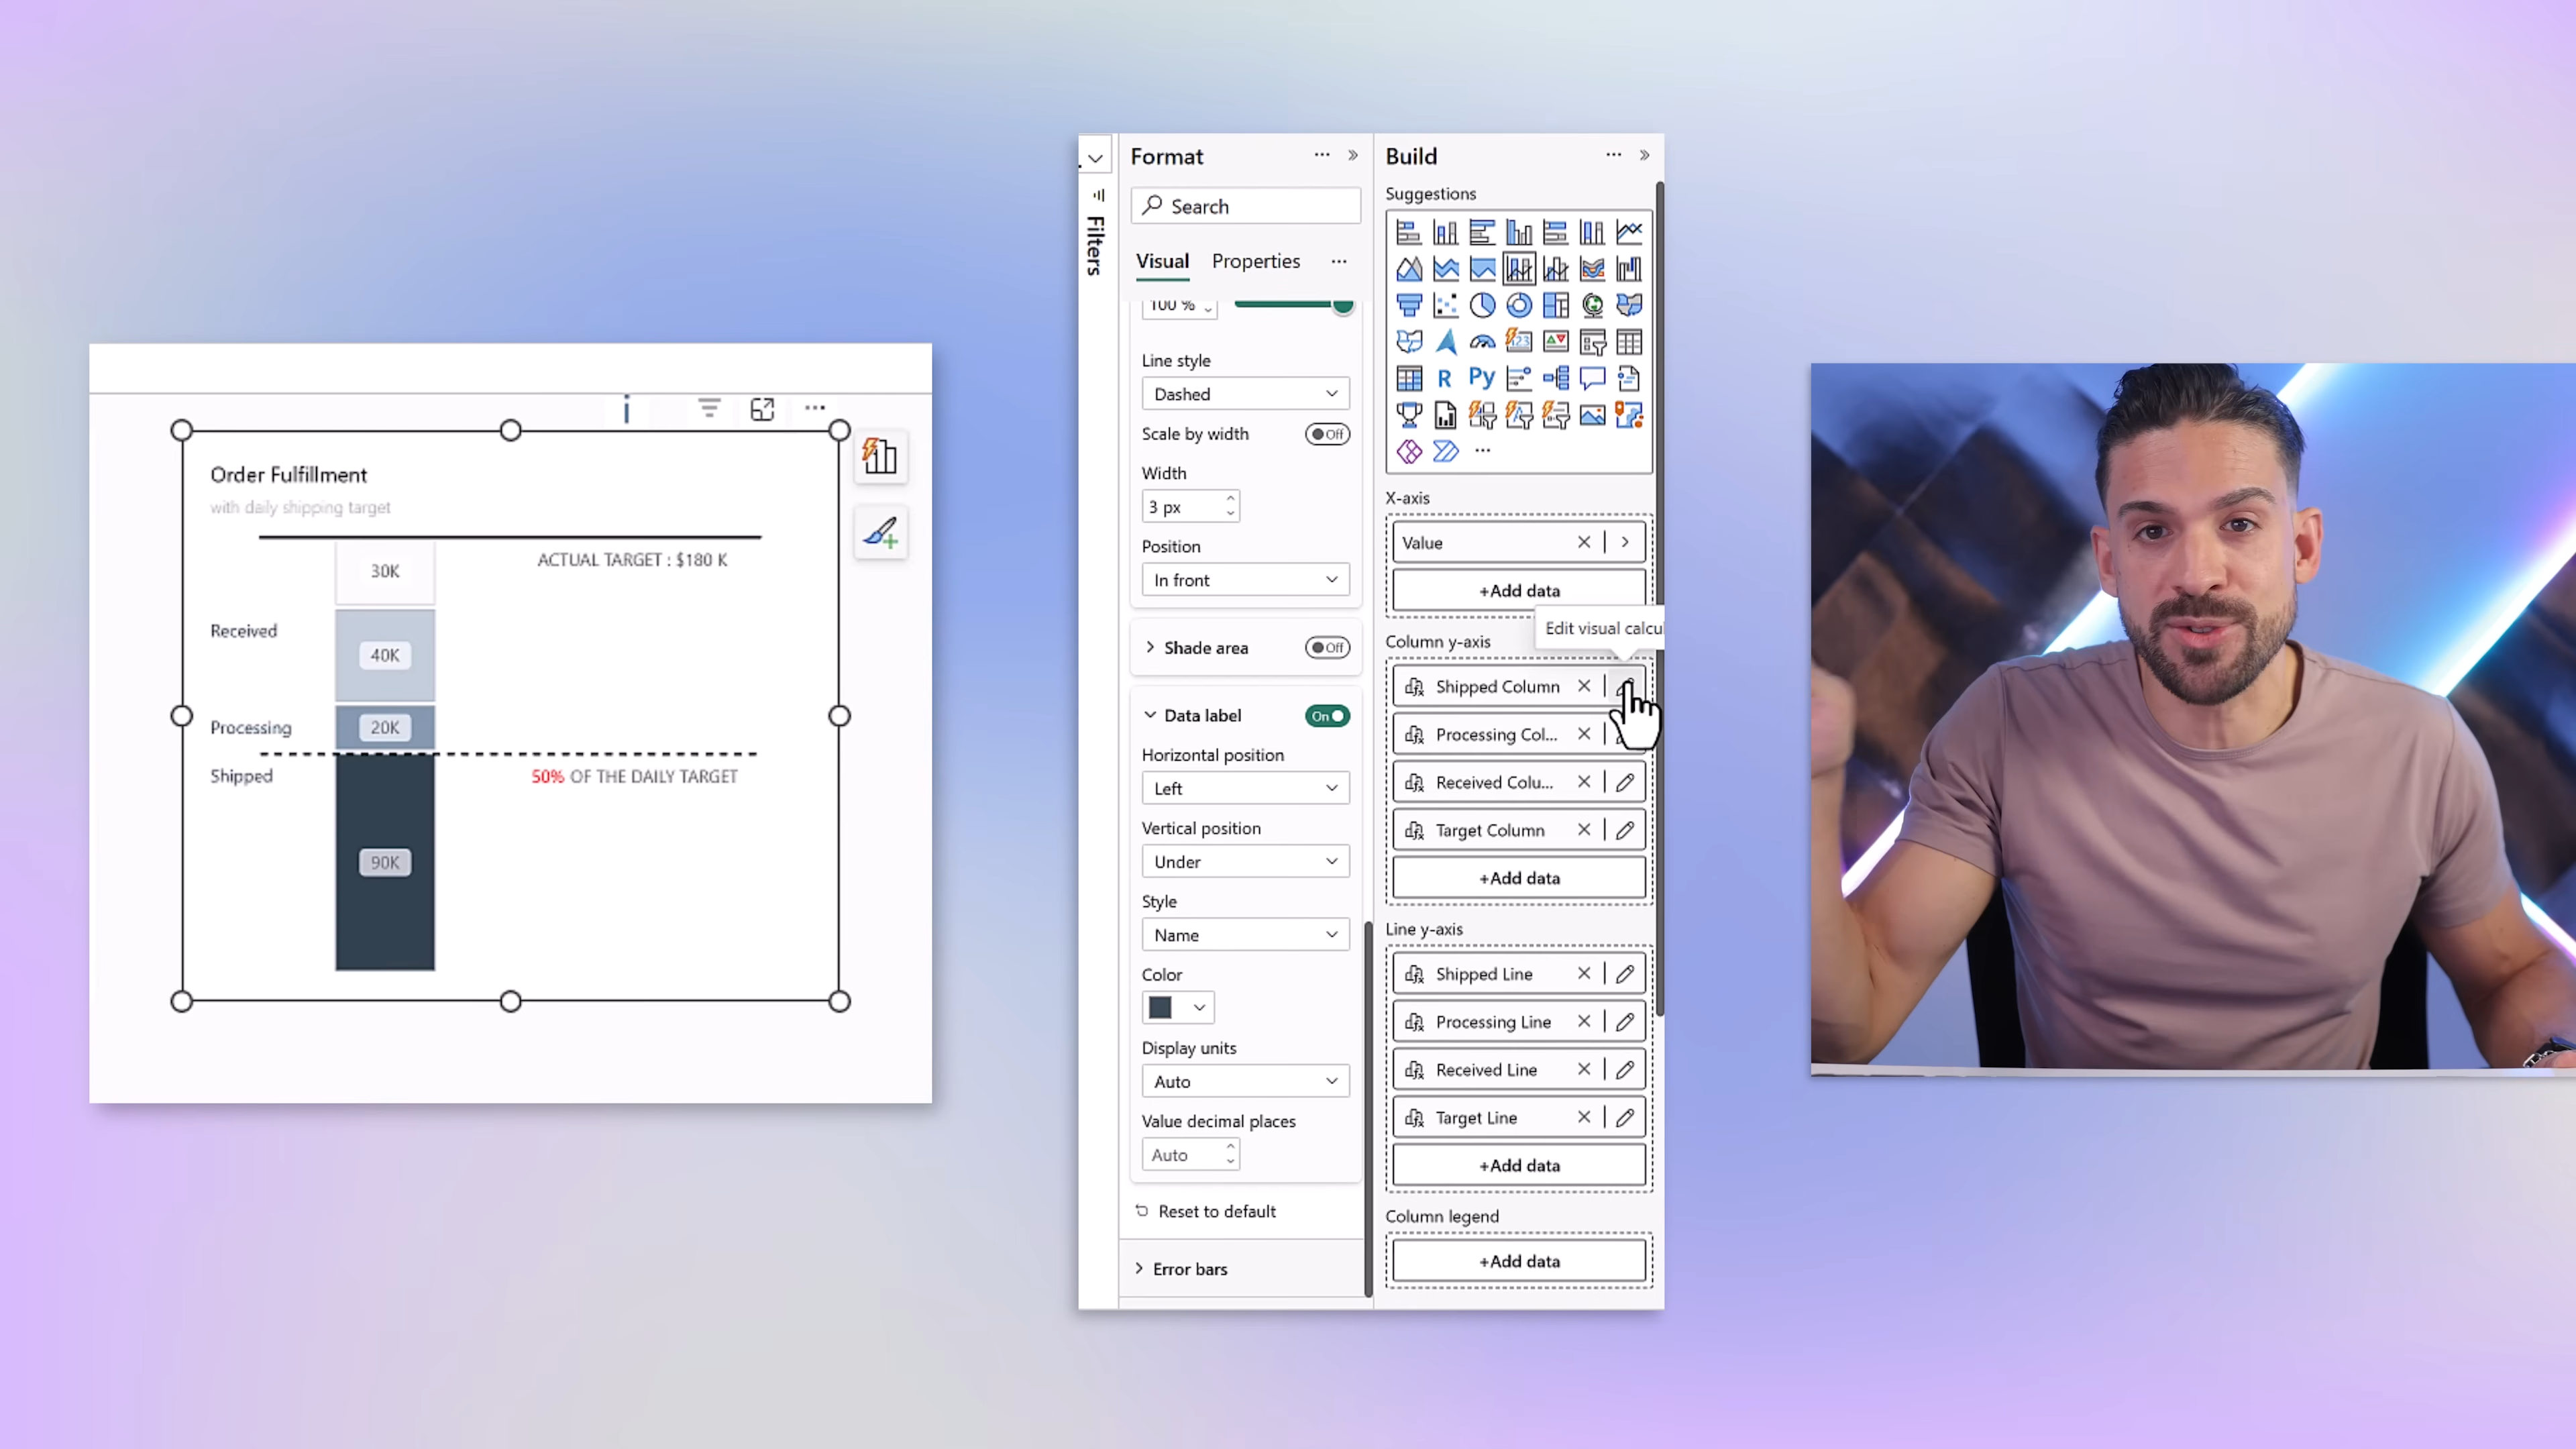 Order Fulfillment
with daily shipping target
ACTUAL TARGET : $180 K
30K
Received
40K
Processing
20K
Shipped
50% OF THE DAILY TARGET
90K
Filters
Format
Search
Visual
Properties
100 %
Line style
Dashed
Scale by width
Off
Width
3 px
Position
In front
Shade area
Off
Data label
On
Horizontal position
Left
Vertical position
Under
Style
Name
Color
Display units
Auto
Value decimal places
Auto
Reset to default
Error bars
Build
Suggestions
123
R
Py
X-axis
Value
+Add data
Edit visual calcul
Column y-axis
Shipped Column
Processing Col...
Received Colu...
Target Column
+Add data
Line y-axis
Shipped Line
Processing Line
Received Line
Target Line
+Add data
Column legend
+Add data